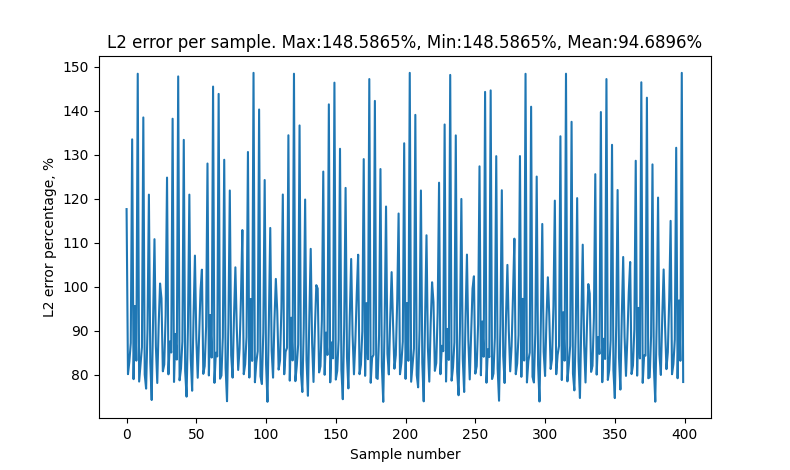 L2 error per sample. Max:148.5865%, Min:148.5865%, Mean:94.6896%
150
140
130
120
110
100
90
80
L2 error percentage, %
0 50 100 150 200 250 300 350 400
Sample number